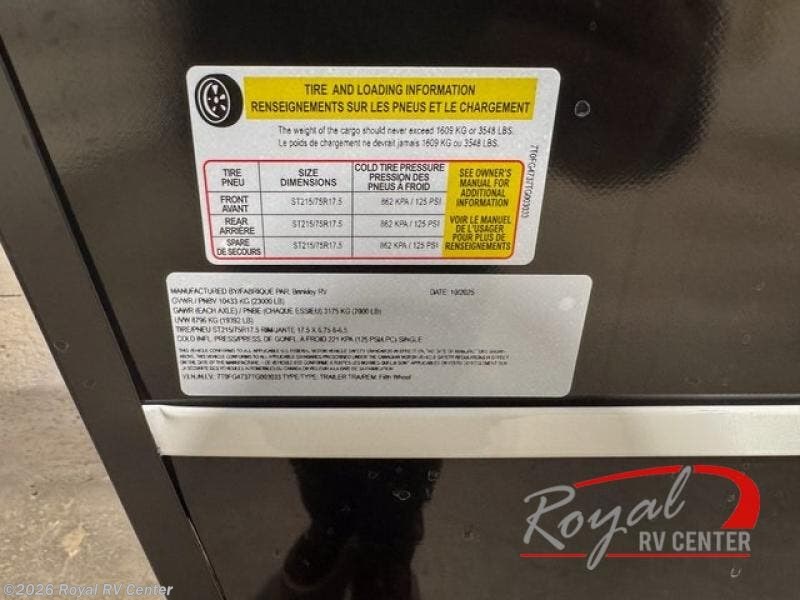 TIRE AND LOADING INFORMATION
RENSEIGNEMENTS SUR LES PNEUS ET LE CHARGEMENT
The weight of the cargo should never exceed 1609 KG or 3548 LBS.
Le poids de chargement ne devrait jamais 1609 KG ou 3548 LBS.
TIRE
PNEU
SIZE
DIMENSIONS
COLD TIRE PRESSURE
PRESSION DES
PNEUS À FROID
SEE OWNER'S
MANUAL FOR
ADDITIONAL
INFORMATION
VOIR LE MANUEL
DE L'USAGER
POUR PLUS DE
RENSEIGNEMENTS
FRONT
AVANT
ST215/75R17.5
862 KPA / 125 PSI
REAR
ARRIÈRE
ST215/75R17.5
862 KPA / 125 PSI
SPARE
DE SECOURS
ST215/75R17.5
862 KPA / 125 PSI
MANUFACTURED BY/FABRIQUE PAR: Brinkley RV DATE: 10/2025
GVWR / PNBV 10433 KG (23000 LB)
GAWR (EACH AXLE) / PNBE (CHAQUE ESSIEU) 3175 KG (7000 LB)
UVW 8796 KG (19392 LB)
TIRE/PNEU ST215/75R17.5 RIM/JANTE 17.5 X 6.75 8-6.5
COLD INFL. PRESS/PRESS. DE GONFL. A FROID 221 KPA (125 PSI/LPC) SINGLE
TYPE/TYPE: TRAILER TRA/REM: Fifth Wheel
Royal
RV CENTER
©2026 Royal RV Center